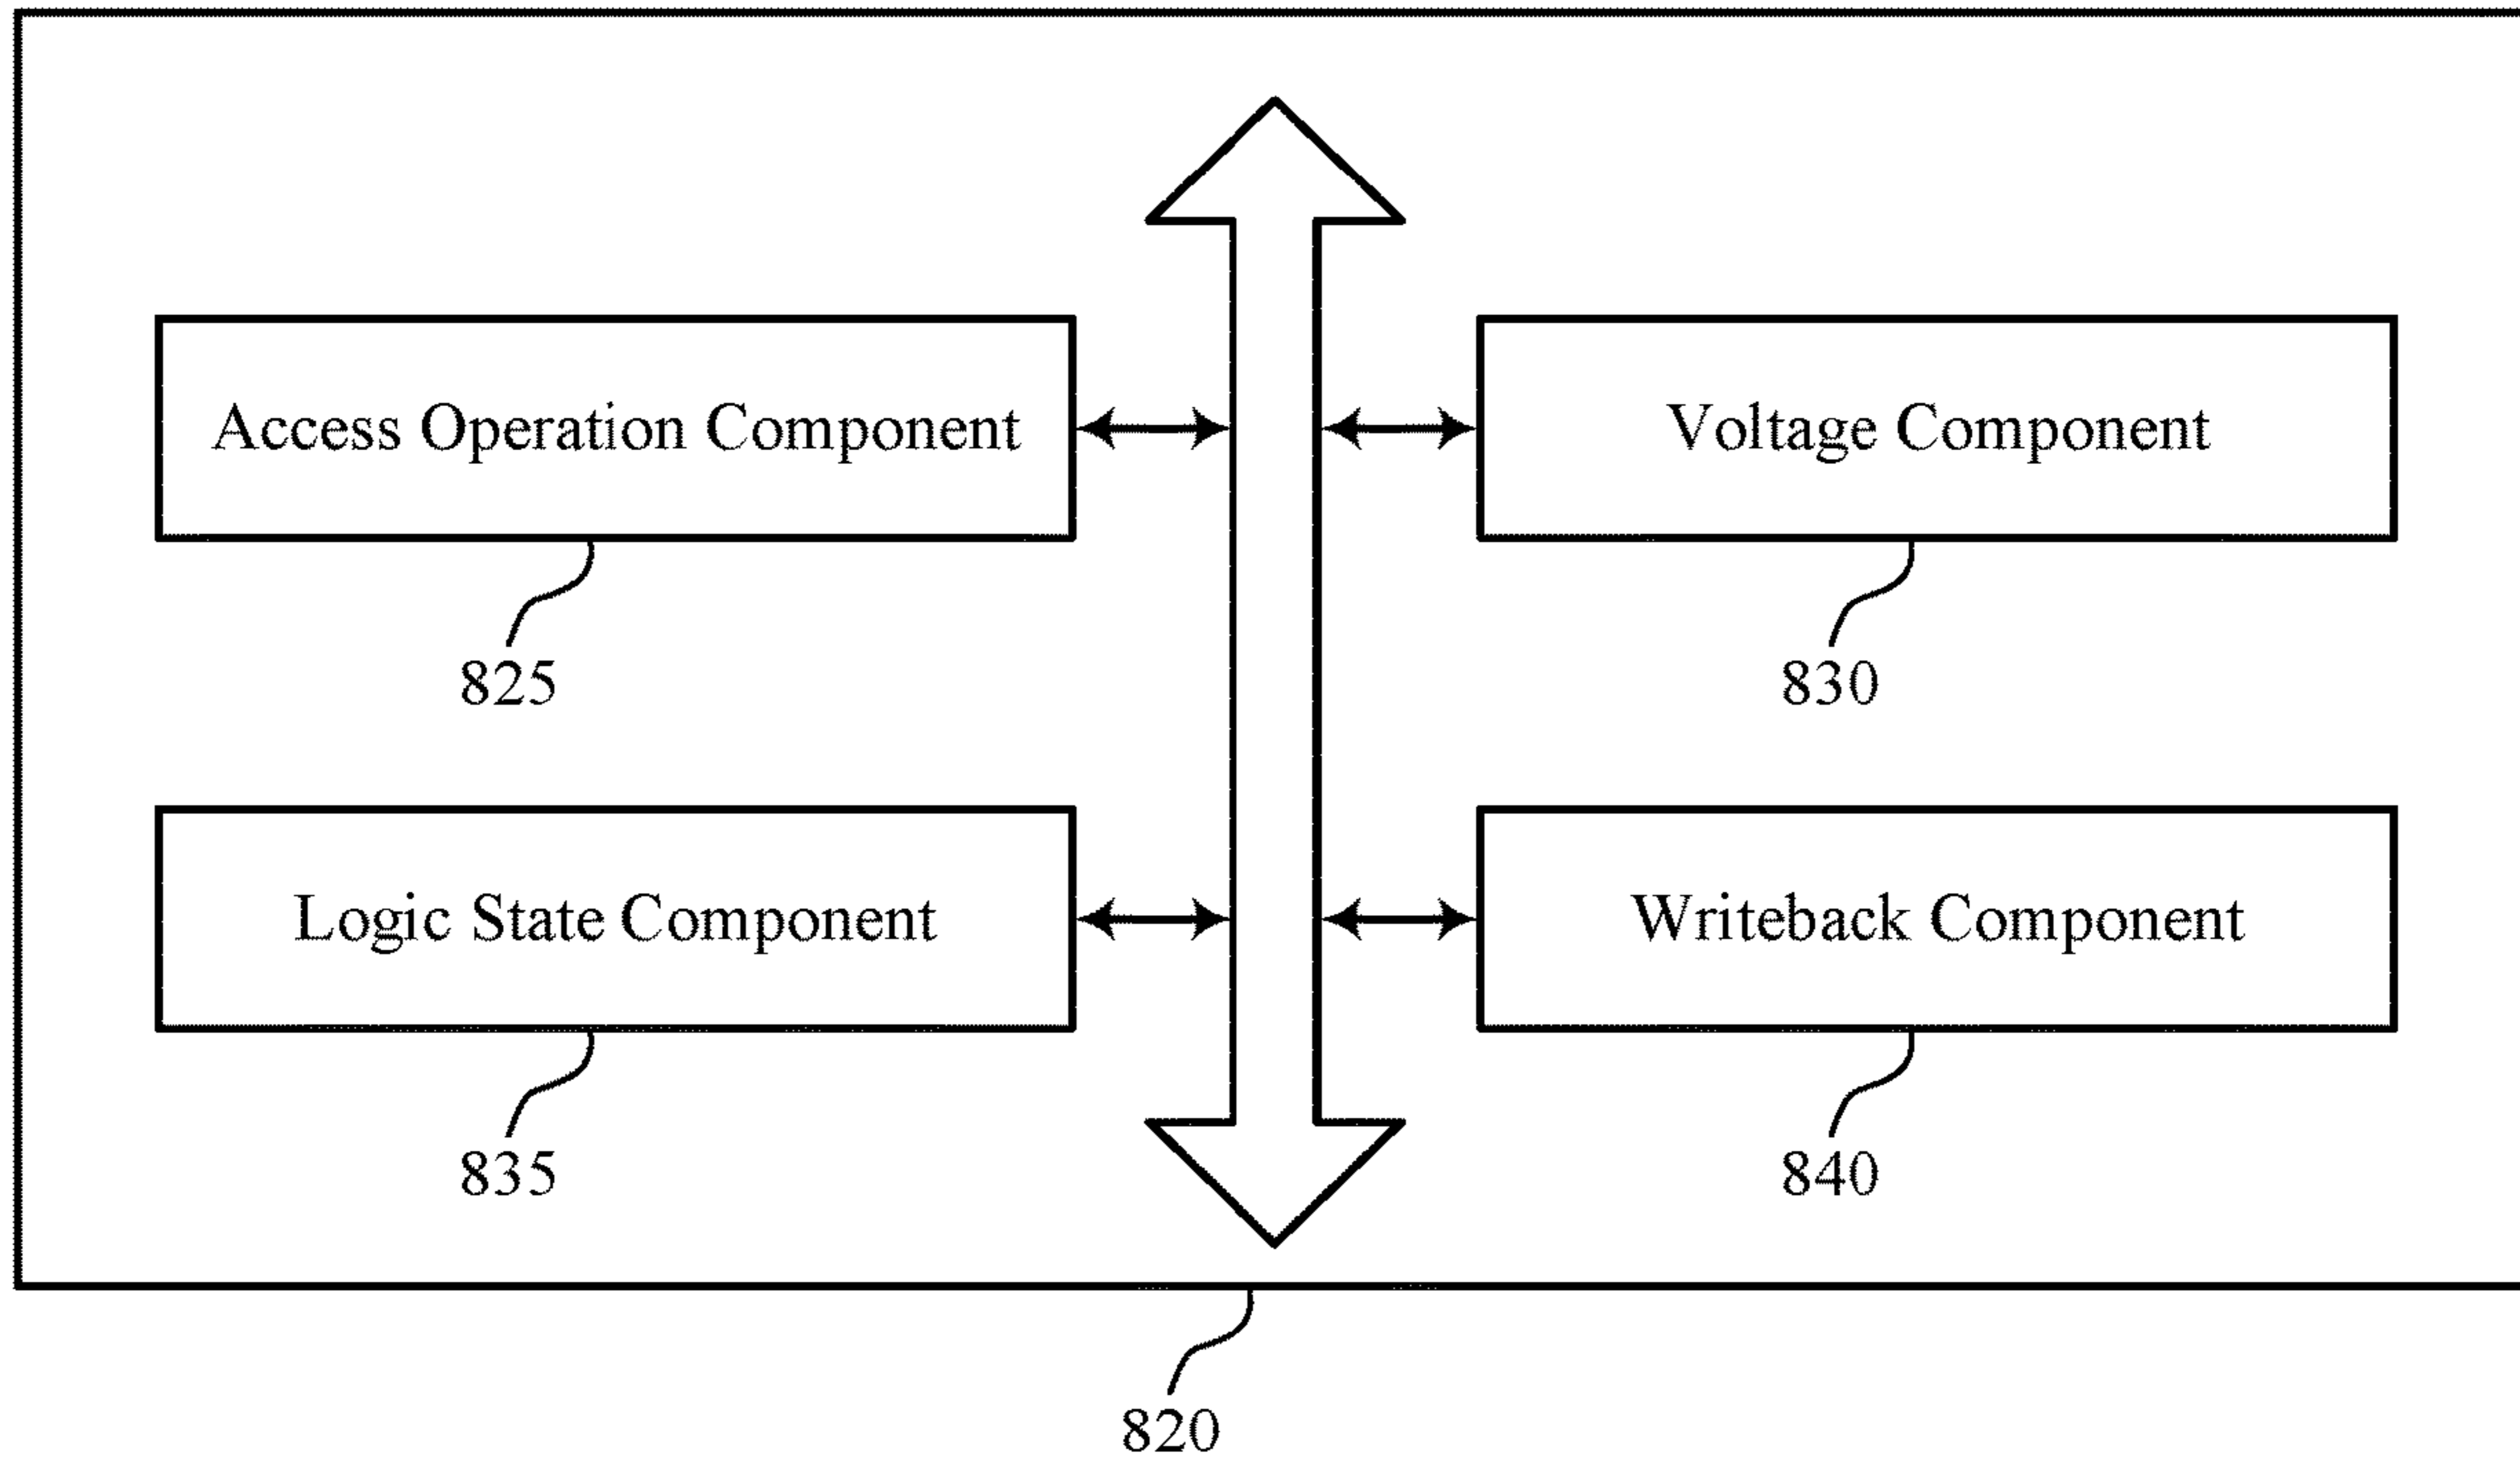 Access Operation Component
Voltage Component
825
830
Logic State Component
Writeback Component
835
840
820